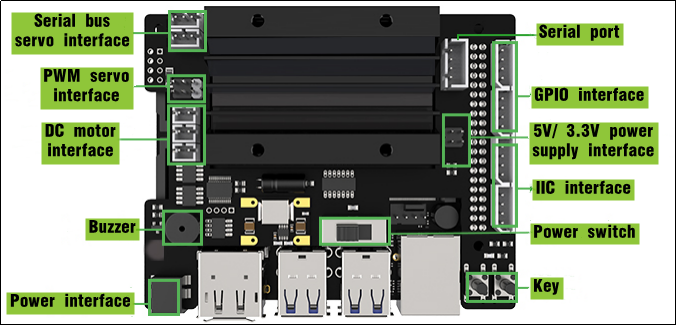 Serial bus
servo interface
PWM servo
interface
DC motor
interface
Buzzer
Power interface
Serial port
GPIO interface
5V/ 3.3V power
supply interface
IIC interface
Power switch
Key